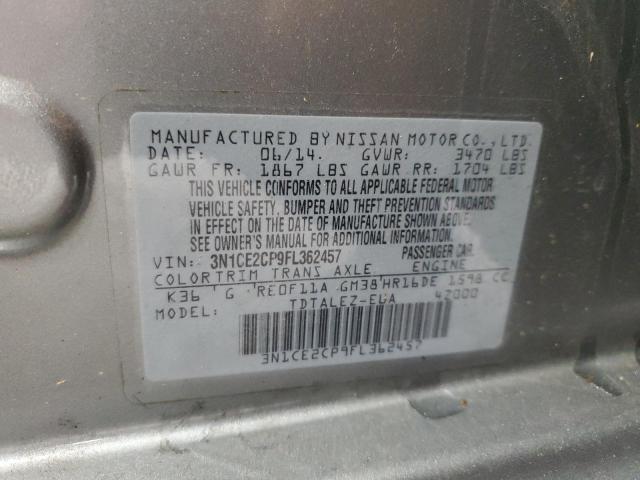 MANUFACTURED BY NISSAN MOTOR CO., LTD.
DATE: 06/14. GVWR: 3470 LBS
GAWR FR: 1867 LBS GAWR RR: 1704 LBS
THIS VEHICLE CONFORMS TO ALL APPLICABLE FEDERAL MOTOR
VEHICLE SAFETY, BUMPER AND THEFT PREVENTION STANDARDS
IN EFFECT ON THE DATE OF MANUFACTURE SHOWN ABOVE.
SEE OWNER'S MANUAL FOR ADDITIONAL INFORMATION.
VIN: 3N1CE2CP9FL362457 PASSENGER CAR.
COLOR TRIM TRANS AXLE ENGINE
K36 G RE0F11A GM38 HR16DE 1598 CC
TDTALEZ-EUA 42000
3N1CE2CP9FL362457